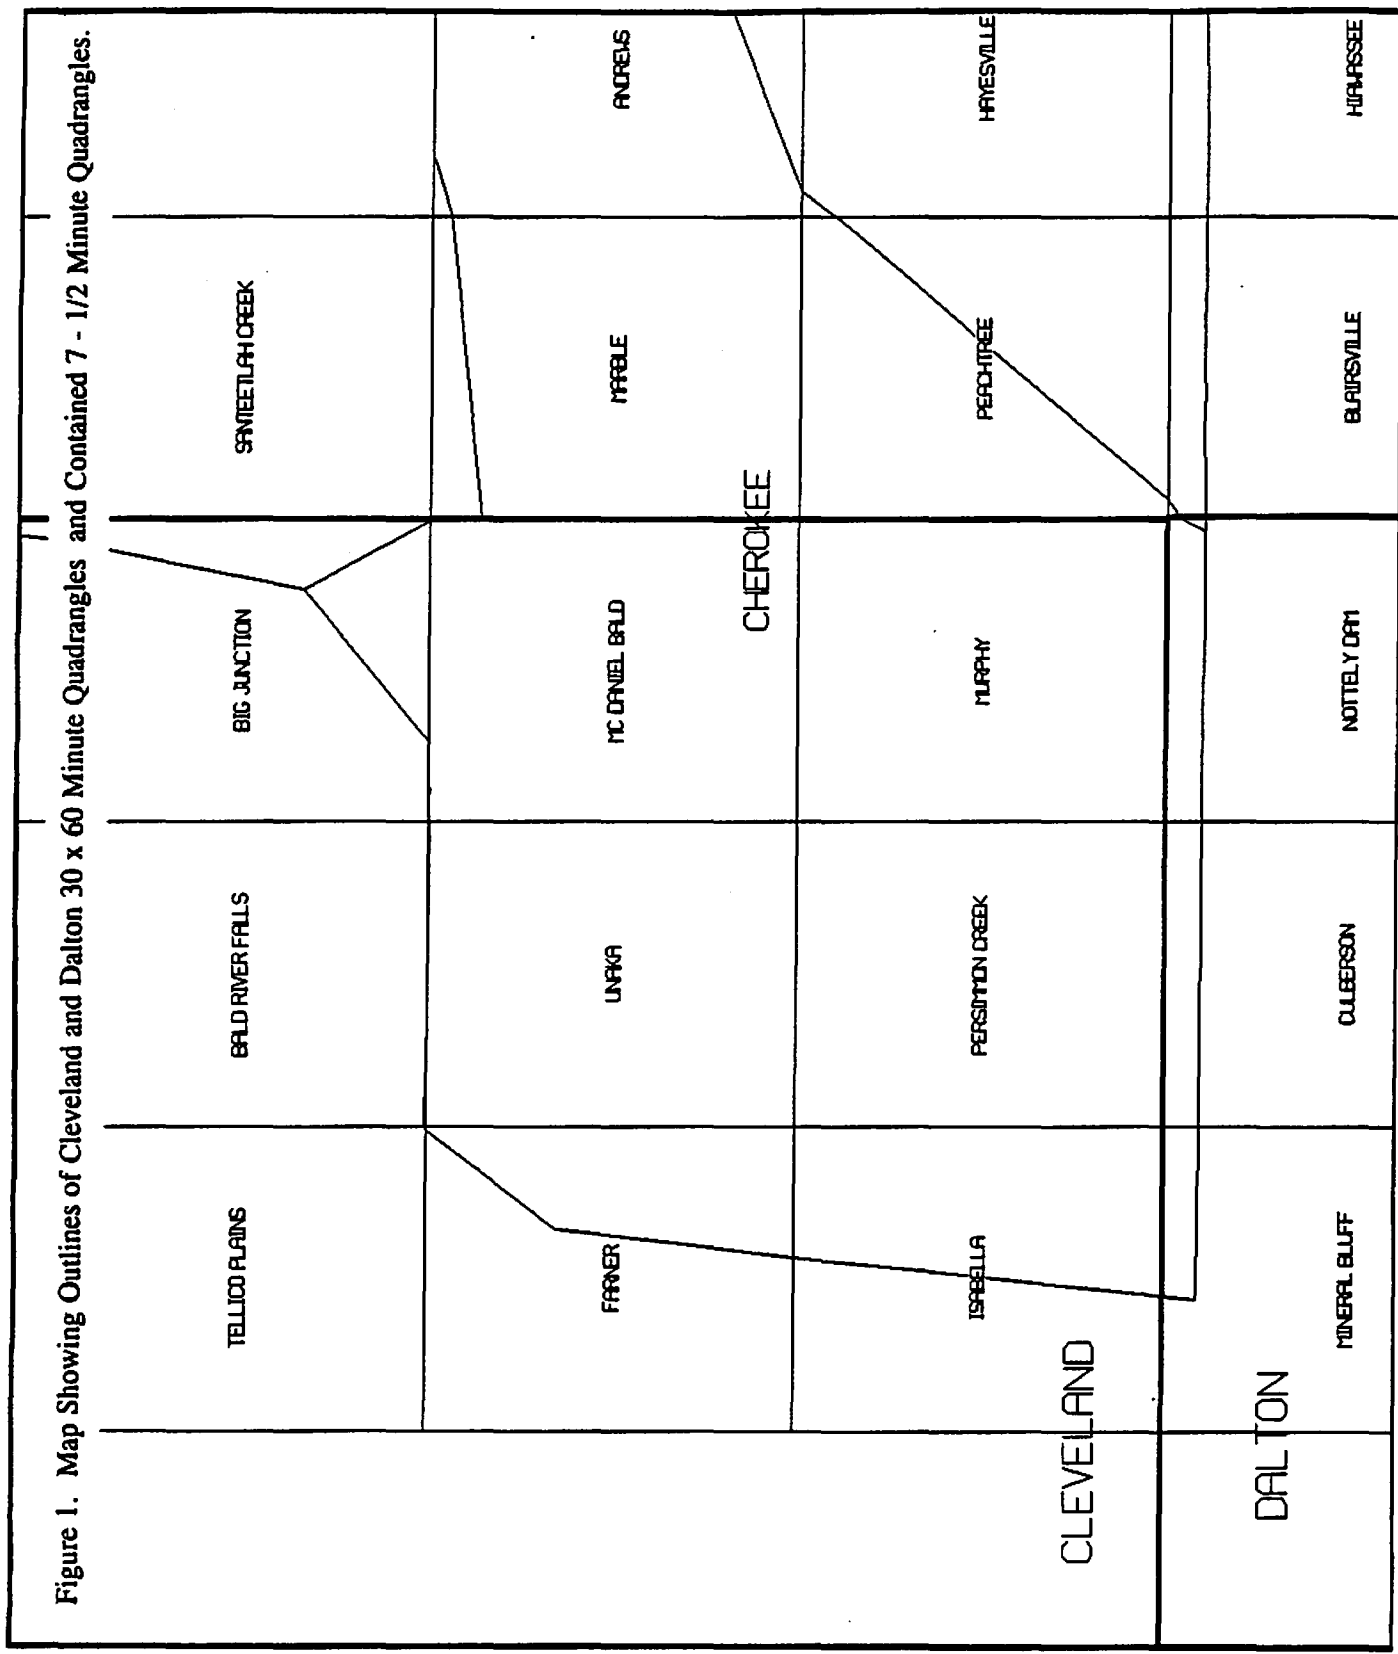 Figure 1. Map Showing Outlines of Cleveland and Dalton 30 x 60 Minute Quadrangles and Contained 7 - 1/2 Minute Quadrangles.
TELLICO PLAINS
BALD RIVER FALLS
BIG JUNCTION
SANTEETLAH CREEK
FARNER
UNAKA
MC DANIEL BALD
MARBLE
ANDREWS
CHEROKEE
ISABELLA
PERSIMMON CREEK
MURPHY
PEACHTREE
HAYESVILLE
CLEVELAND
DALTON
MINERAL BLUFF
CULBERSON
NOTTELY DAM
BLAIRSVILLE
HIAWASSEE